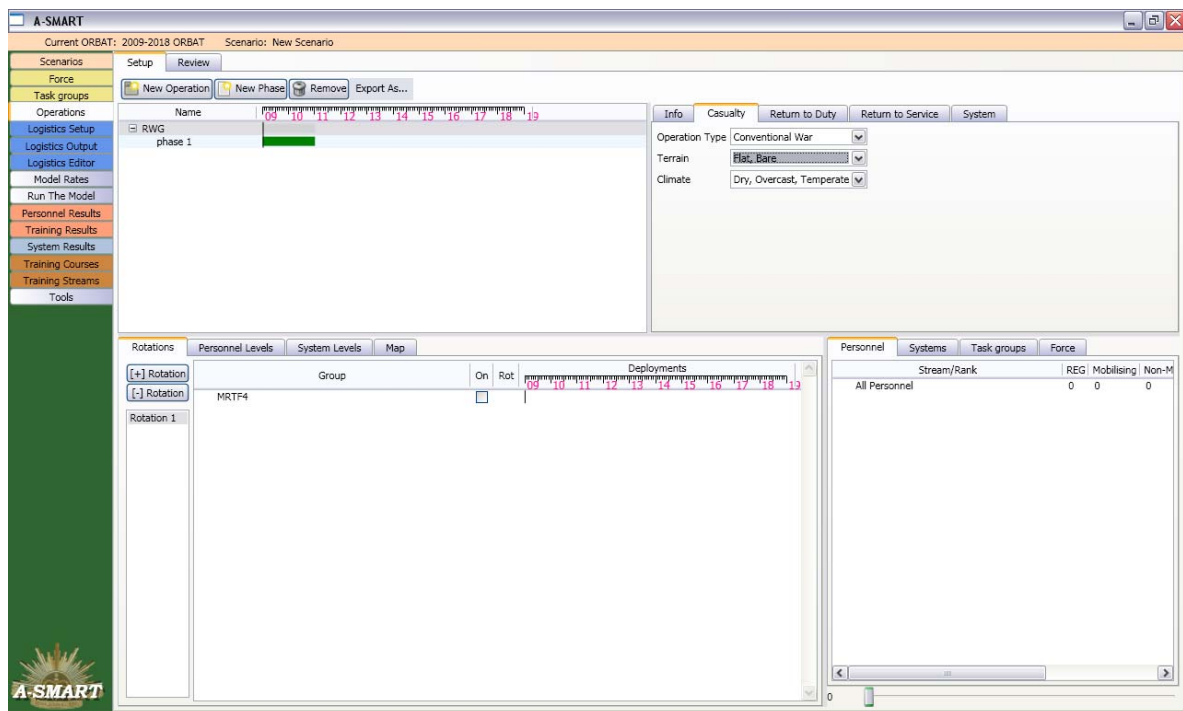 A-SMART
Current ORBAT: 2009-2018 ORBAT Scenario: New Scenario
Scenarios
Force
Task groups
Operations
Logistics Setup
Logistics Output
Logistics Editor
Model Rates
Run The Model
Personnel Results
Training Results
System Results
Training Courses
Training Streams
Tools
Setup Review
New Operation New Phase Remove Export As...
Name 09 10 11 12 13 14 15 16 17 18 19
RWG
phase 1
Info Casualty Return to Duty Return to Service System
Operation Type Conventional War
Terrain Flat, Bare
Climate Dry, Overcast, Temperate
Rotations Personnel Levels System Levels Map
[+] Rotation
[-] Rotation
Rotation 1
Group On Rot Deployments
09 10 11 12 13 14 15 16 17 18 19
MRTF4
Personnel Systems Task groups Force
Stream/Rank REG Mobilising Non-M
All Personnel 0 0 0
0
A-SMART